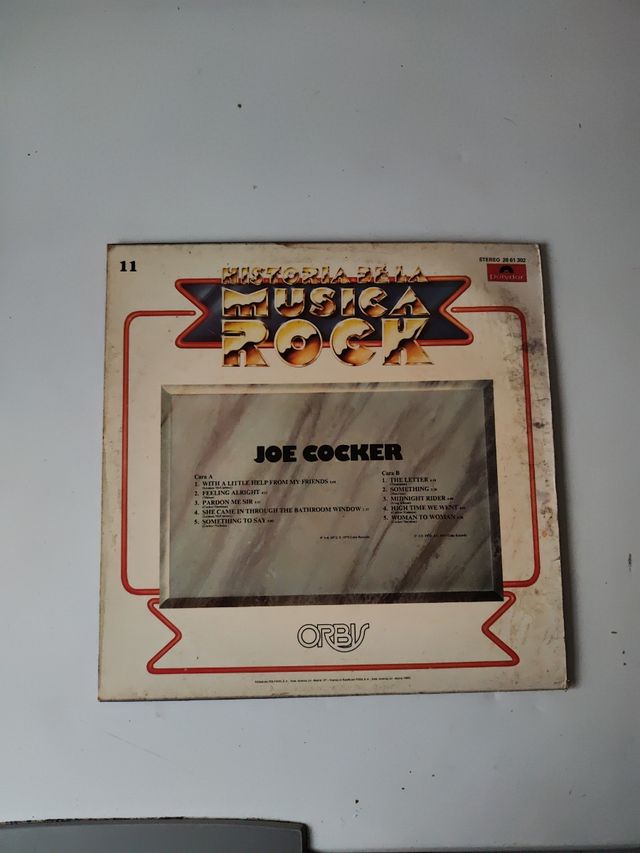 11
STEREO 28 61 302
polydor
HISTORIA DE LA
MUSICA
ROCK
JOE COCKER
Cara A
1. WITH A LITTLE HELP FROM MY FRIENDS
2. FEELING ALRIGHT
3. PARDON ME SIR
4. SHE CAME IN THROUGH THE BATHROOM WINDOW
5. SOMETHING TO SAY
Cara B
1. THE LETTER
2. SOMETHING
3. MIDNIGHT RIDER
4. HIGH TIME WE WENT
5. WOMAN TO WOMAN
ORBIS